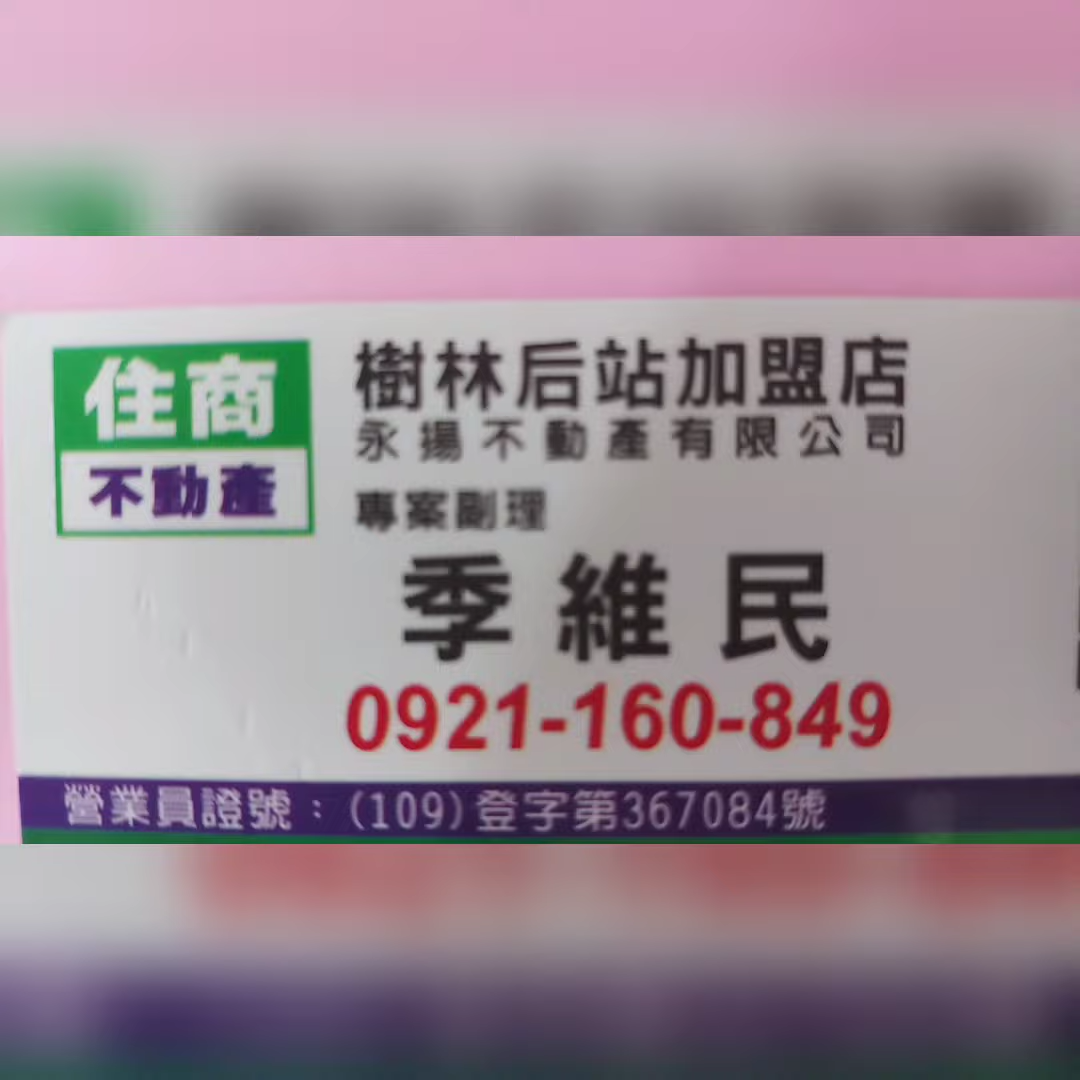 住商
不動產
樹林后站加盟店
永揚不動產有限公司
專案副理
季維民
0921-160-849
營業員證號：(109)登字第367084號